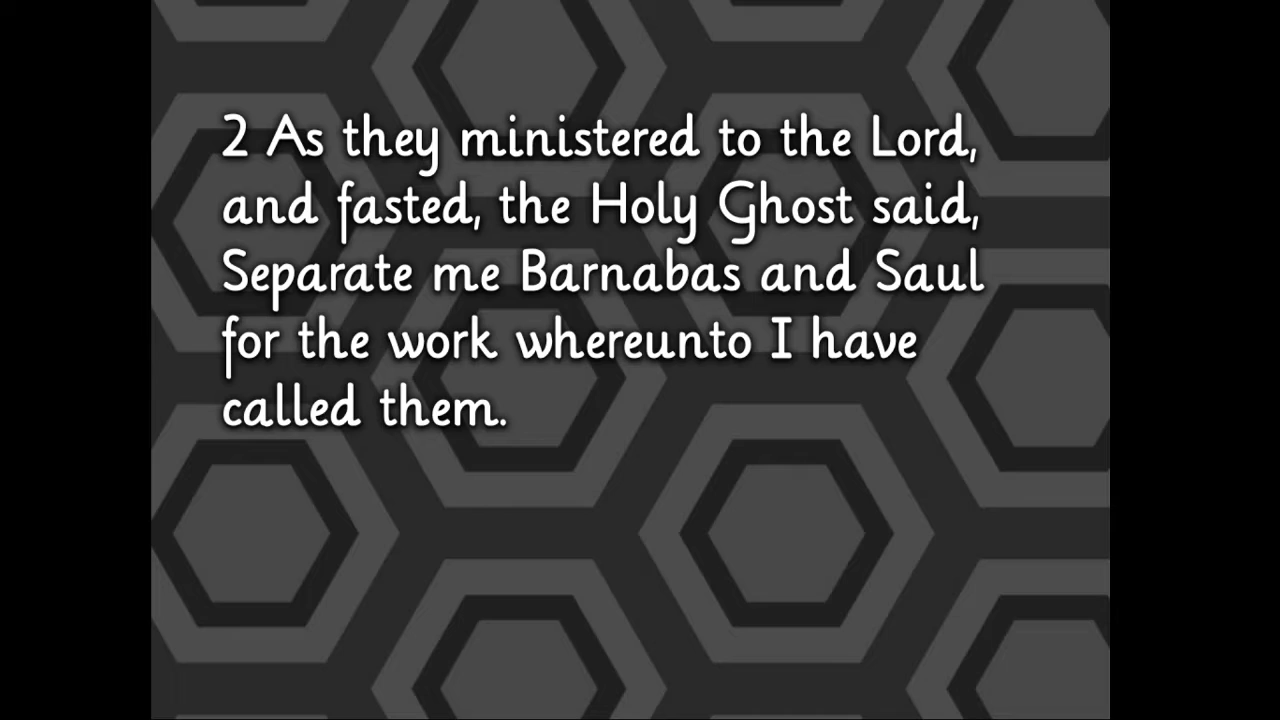 2 As they ministered to the Lord,
and fasted, the Holy Ghost said,
Separate me Barnabas and Saul
for the work whereunto I have
called them.